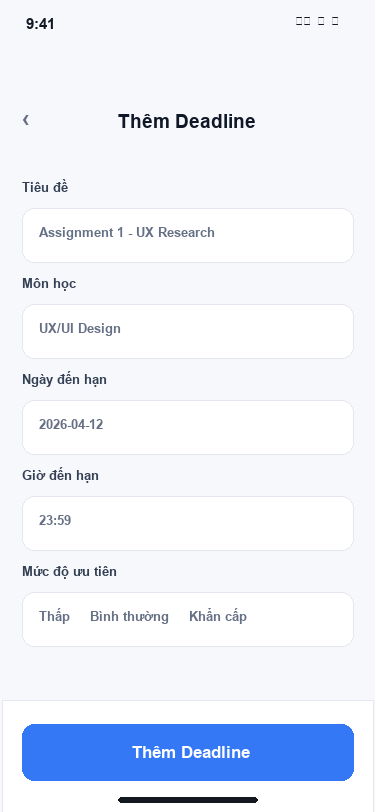 9:41
‹ Thêm Deadline
Tiêu đề
Assignment 1 - UX Research
Môn học
UX/UI Design
Ngày đến hạn
2026-04-12
Giờ đến hạn
23:59
Mức độ ưu tiên
Thấp Bình thường Khẩn cấp
Thêm Deadline